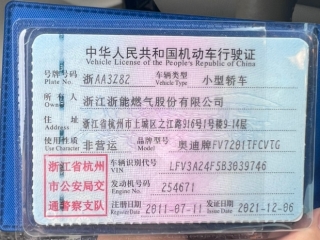 中华人民共和国机动车行驶证
Vehicle License of the People's Republic of China
号牌号码 浙AA3Z8Z 车辆类型 小型轿车
Plate No. Vehicle Type
所有人 浙江浙能燃气股份有限公司
Owner
住址 浙江省杭州市上城区之江路916号1号楼9-14层
Address
使用性质 非营运 品牌型号 奥迪牌FV7201TFCVTG
Use Character Model
浙江省杭州市公安局交通警察支队
车辆识别代号 LFV3A24F5B3039746
VIN
发动机号码 254671
Engine No.
注册日期 2011-07-11 发证日期 2021-12-06
Register Date Issue Date